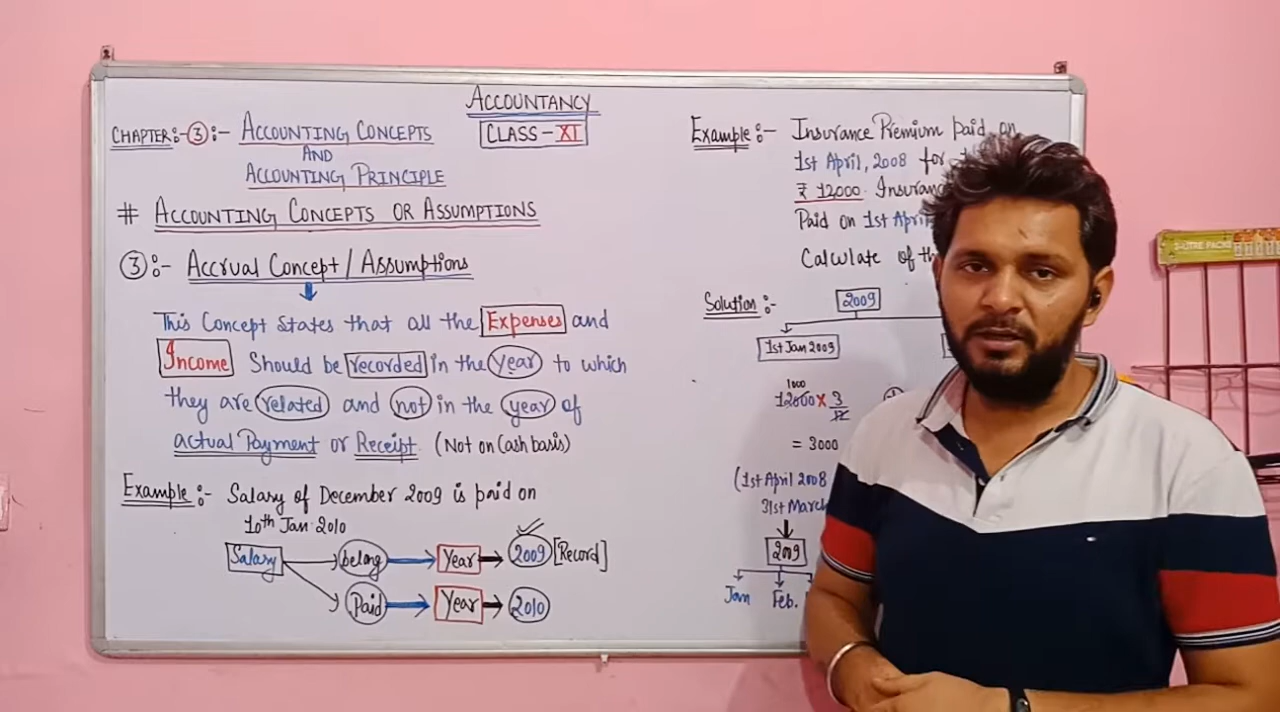 ACCOUNTANCY
CLASS - XI
CHAPTER:- 3 :- ACCOUNTING CONCEPTS
AND
ACCOUNTING PRINCIPLE
# ACCOUNTING CONCEPTS OR ASSUMPTIONS
3 :- Accrual Concept / Assumptions
This Concept States that all the Expenses and
Income Should be recorded in the year to which
they are related and not in the year of
actual Payment or Receipt (Not on Cash basis)
Example :- Salary of December 2009 is paid on
10th Jan 2010
Salary belong Year 2009 [Record]
Paid Year 2010
Example :- Insurance Premium paid on
1st April, 2008 for
₹ 12000.
Paid on 1st April
Calculate of
Solution :- 2009
1st Jan 2009
1000
12000 × 3/12
= 3000
(1st April 2008
31st March
2009
Jan Feb.